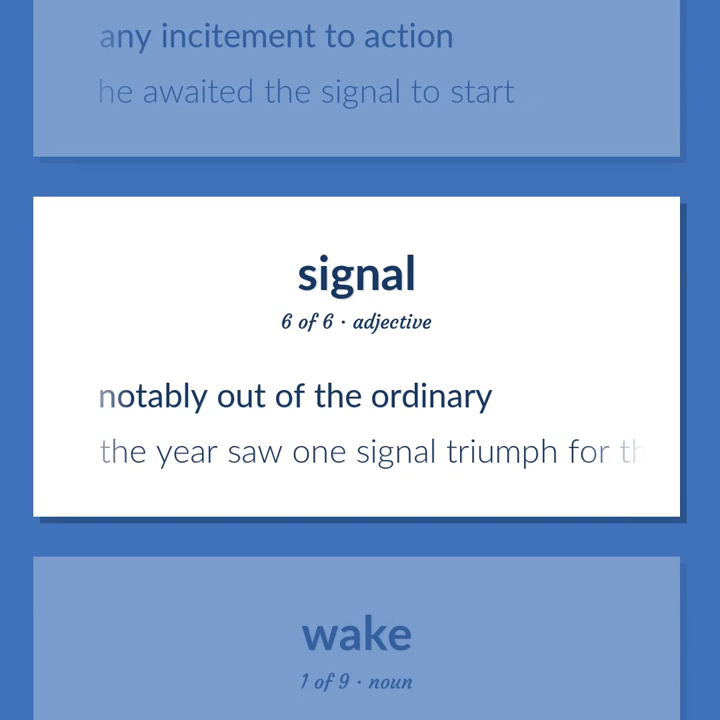 any incitement to action
he awaited the signal to start
signal
6 of 6 · adjective
notably out of the ordinary
the year saw one signal triumph for
wake
1 of 9 · noun